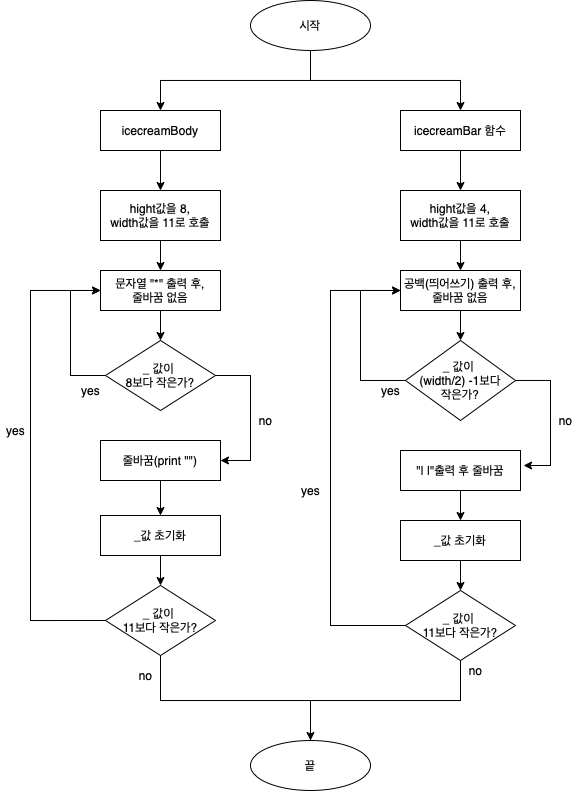 시작
icecreamBody
hight값을 8,
width값을 11로 호출
문자열 "*" 출력 후,
줄바꿈 없음
_ 값이
8보다 작은가?
yes
no
줄바꿈(print "")
_값 초기화
yes
_ 값이
11보다 작은가?
no
icecreamBar 함수
hight값을 4,
width값을 11로 호출
공백(띄어쓰기) 출력 후,
줄바꿈 없음
_ 값이
(width/2) -1보다
작은가?
yes
no
"| |"출력 후 줄바꿈
_값 초기화
yes
_ 값이
11보다 작은가?
no
끝